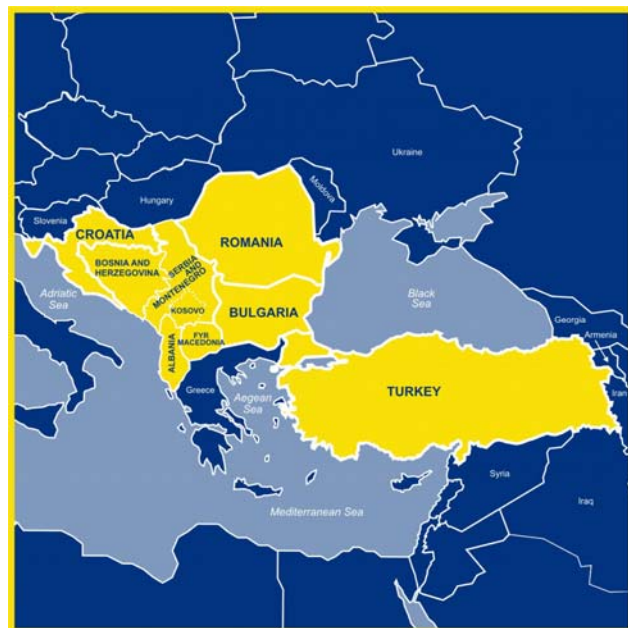 Ukraine
Moldova
Hungary
Slovenia
CROATIA
ROMANIA
BOSNIA AND
HERZEGOVINA
SERBIA
AND
MONTENEGRO
Adriatic
Sea
KOSOVO
BULGARIA
Black
Sea
FYR
MACEDONIA
ALBANIA
Georgia
Armenia
Greece
Aegean
Sea
TURKEY
Iran
Syria
Iraq
Mediterranean Sea